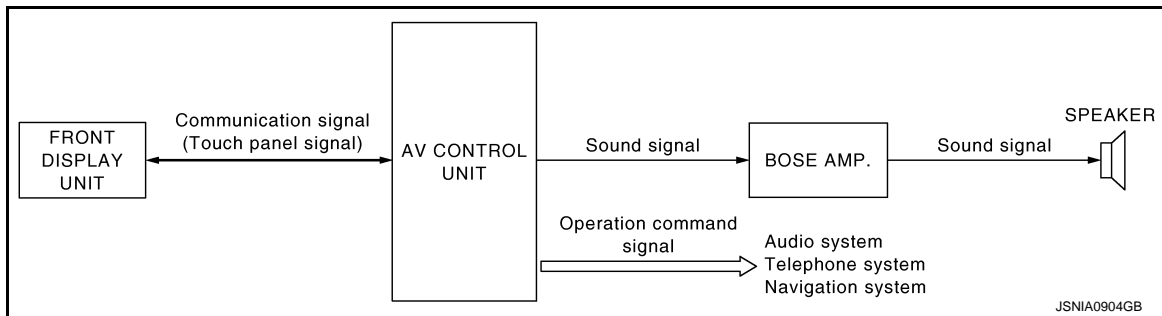 FRONT
DISPLAY
UNIT
Communication signal
(Touch panel signal)
AV CONTROL
UNIT
Sound signal
BOSE AMP.
Sound signal
SPEAKER
Operation command
signal
Audio system
Telephone system
Navigation system
JSNIA0904GB